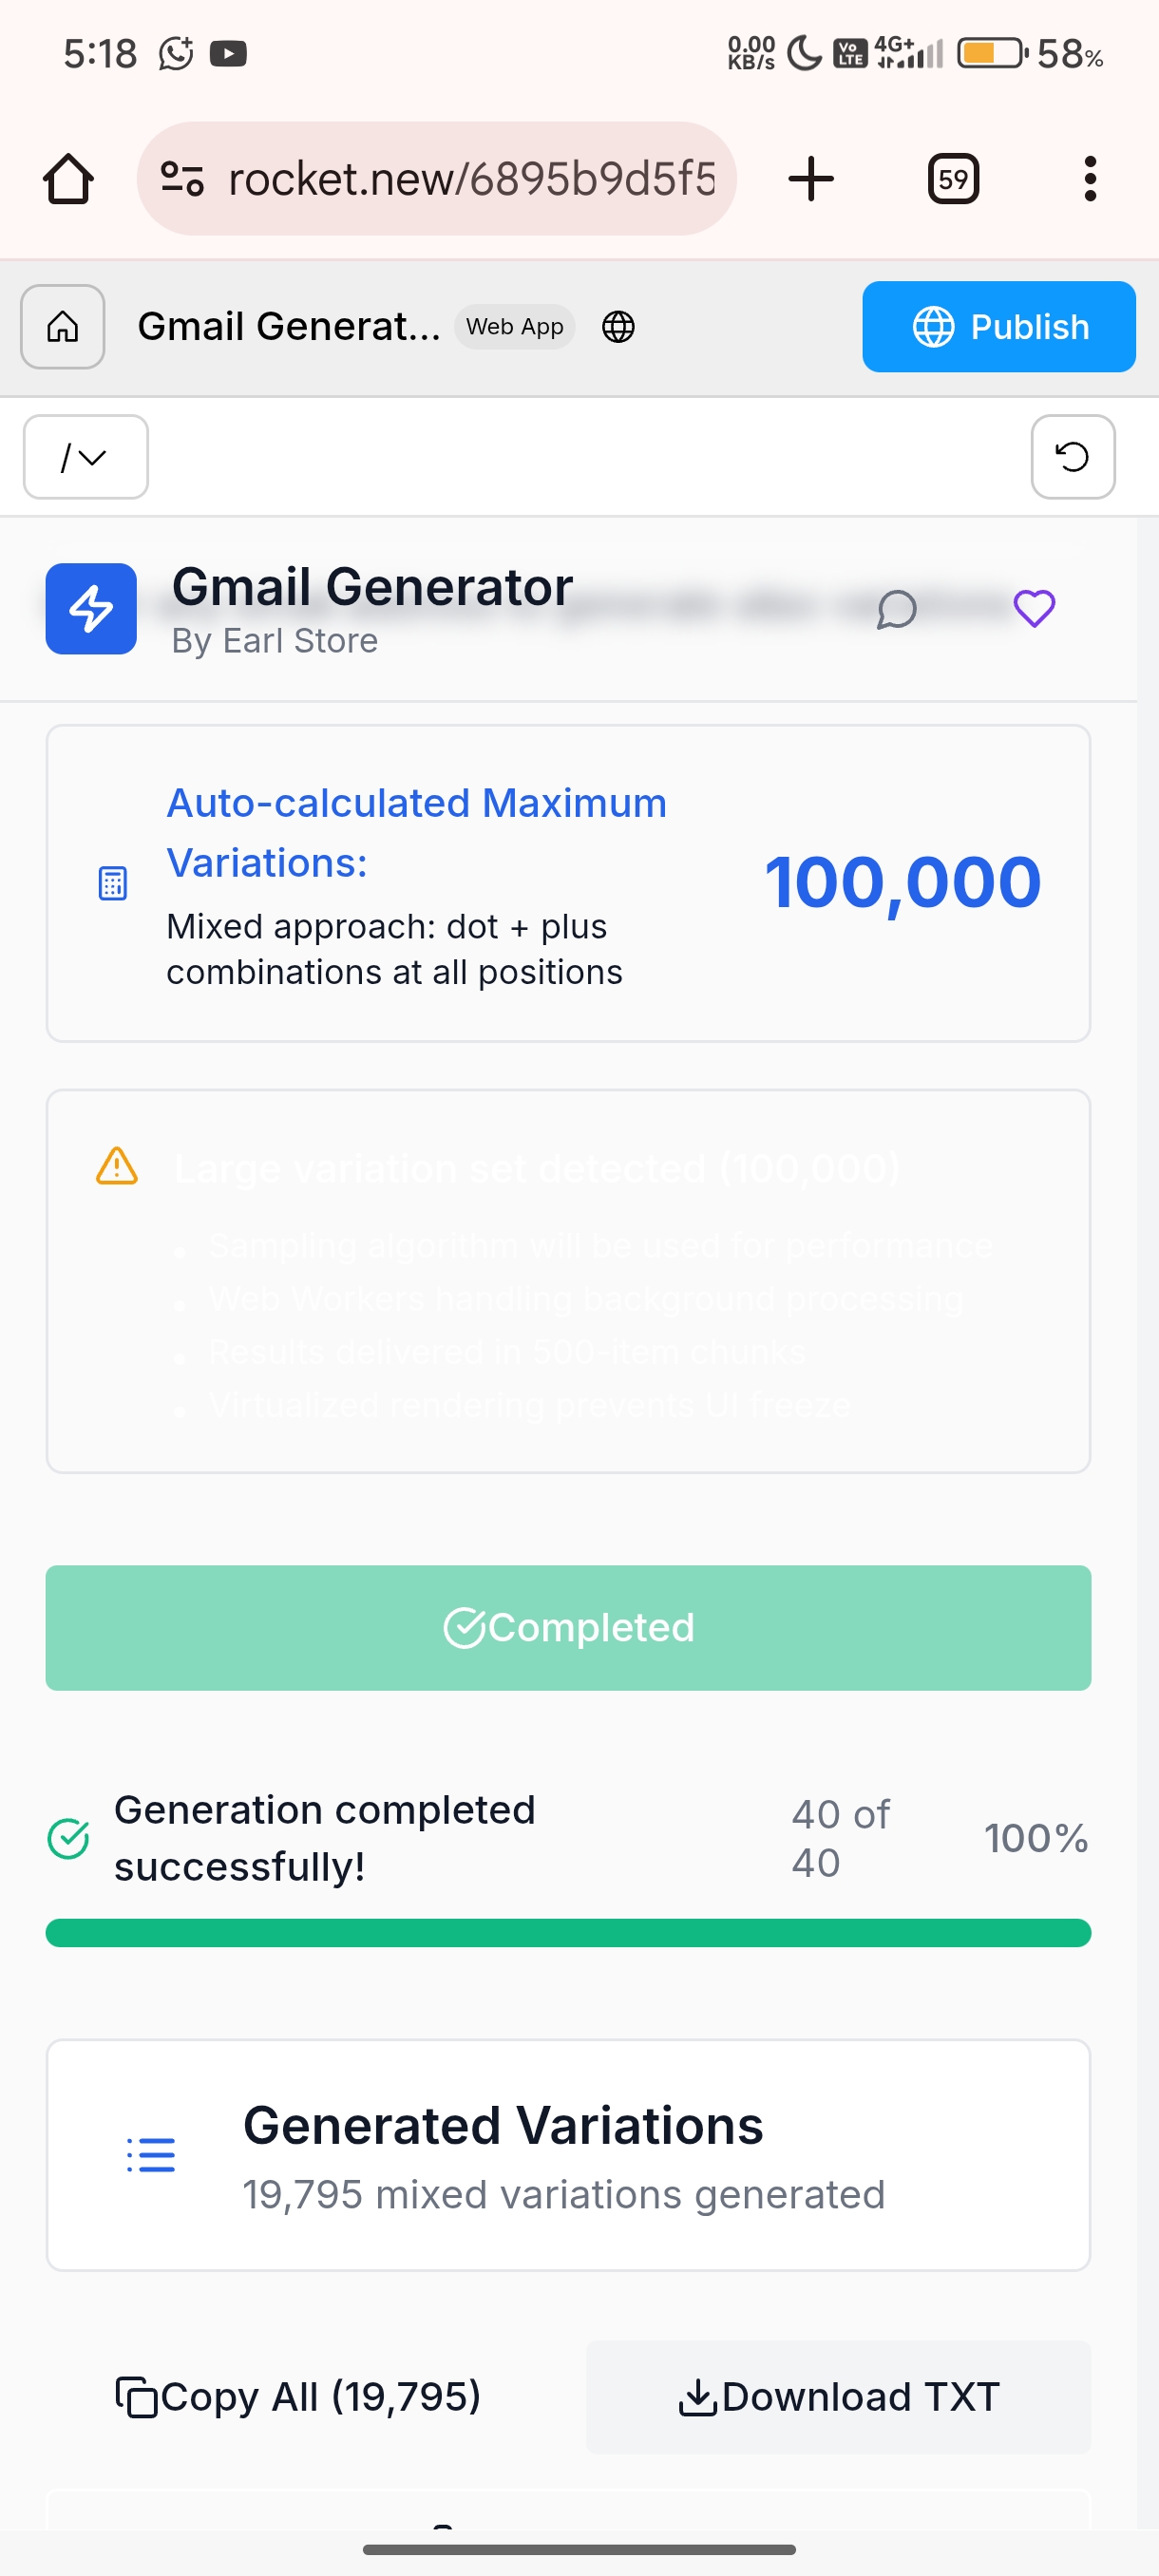 5:18
0.00
KB/s
Vo
LTE
4G+
58%
rocket.new/6895b9d5f5
59
Gmail Generat...
Web App
Publish
/
Gmail Generator
By Earl Store
Auto-calculated Maximum
Variations:
100,000
Mixed approach: dot + plus
combinations at all positions
Large variation set detected (100,000)
• Sampling algorithm will be used for performance
• Web Workers handling background processing
• Results delivered in 500-item chunks
• Virtualized rendering prevents UI freeze
Completed
Generation completed
successfully!
40 of
40
100%
Generated Variations
19,795 mixed variations generated
Copy All (19,795)
Download TXT